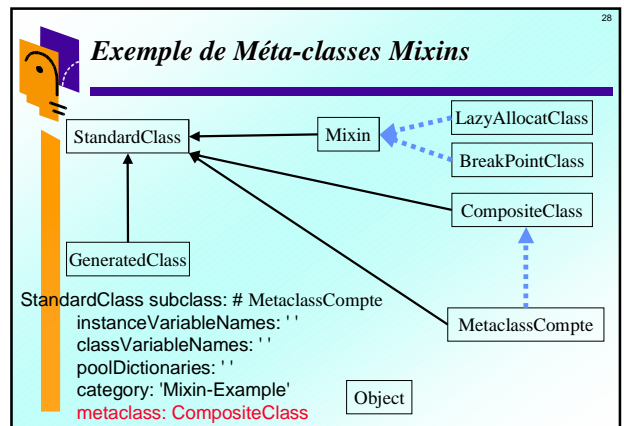 28
Exemple de Méta-classes Mixins
LazyAllocatClass
StandardClass
Mixin
BreakPointClass
CompositeClass
GeneratedClass
StandardClass subclass: # MetaclassCompte
instanceVariableNames: ' '
MetaclassCompte
classVariableNames: ' '
poolDictionaries: ' '
category: 'Mixin-Example'
Object
metaclass: CompositeClass